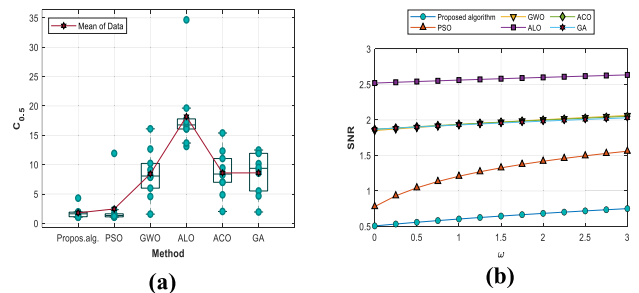 Mean of Data
35
30
25
20
15
10
5
0
C0.5
Propos.alg. PSO GWO ALO ACO GA
Method
(a)
Proposed algorithm GWO ACO
PSO ALO GA
3
2.5
2
1.5
1
0.5
SNR
0 0.5 1 1.5 2 2.5 3
ω
(b)